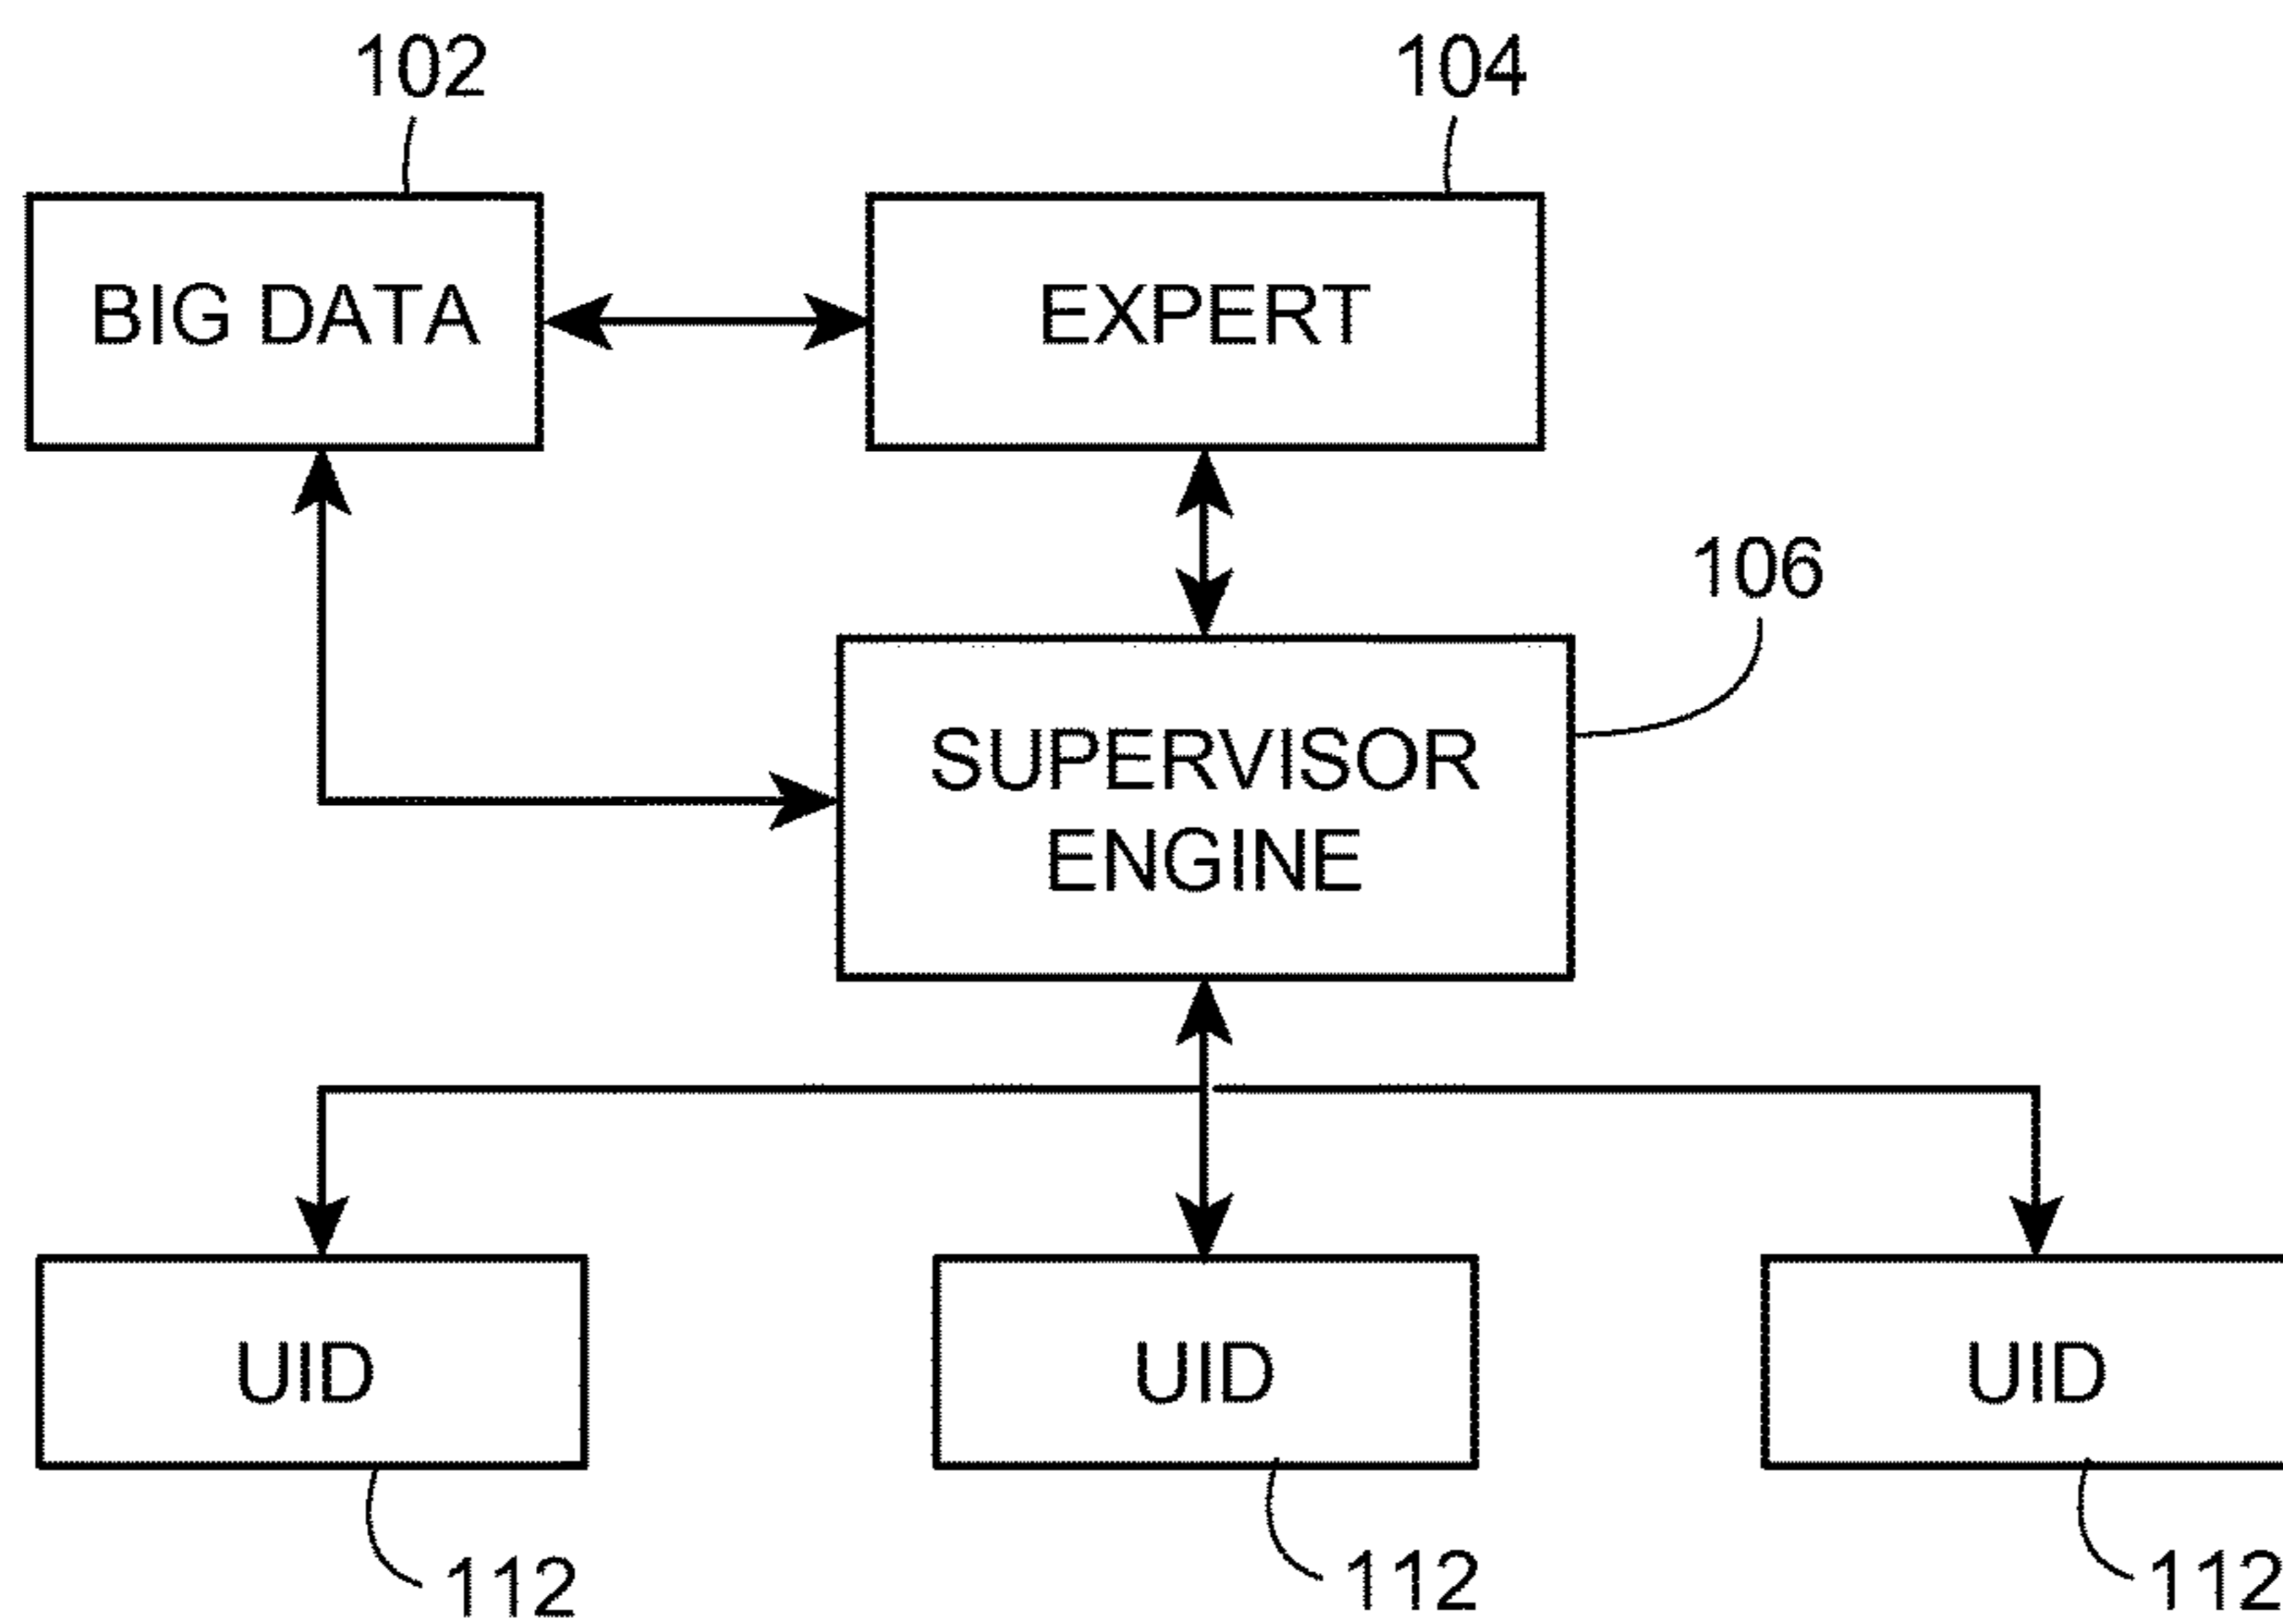 102
104
BIG DATA
EXPERT
106
SUPERVISOR
ENGINE
UID
UID
UID
112
112
112